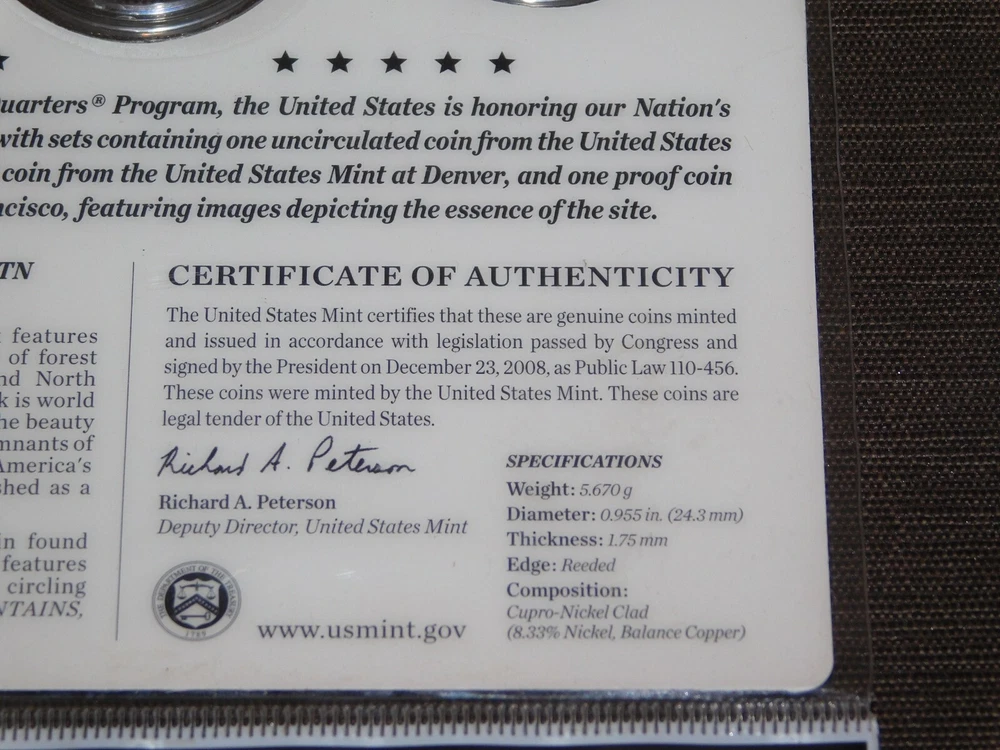 ★ ★ ★ ★ ★
uarters® Program, the United States is honoring our Nation's
with sets containing one uncirculated coin from the United States
coin from the United States Mint at Denver, and one proof coin
ncisco, featuring images depicting the essence of the site.
TN
features
of forest
nd North
k is world
he beauty
mnants of
America's
shed as a
in found
features
circling
NTAINS,
CERTIFICATE OF AUTHENTICITY
The United States Mint certifies that these are genuine coins minted
and issued in accordance with legislation passed by Congress and
signed by the President on December 23, 2008, as Public Law 110-456.
These coins were minted by the United States Mint. These coins are
legal tender of the United States.
Richard A. Peterson
Richard A. Peterson
Deputy Director, United States Mint
THE DEPARTMENT OF THE TREASURY
1789
www.usmint.gov
SPECIFICATIONS
Weight: 5.670 g
Diameter: 0.955 in. (24.3 mm)
Thickness: 1.75 mm
Edge: Reeded
Composition:
Cupro-Nickel Clad
(8.33% Nickel, Balance Copper)